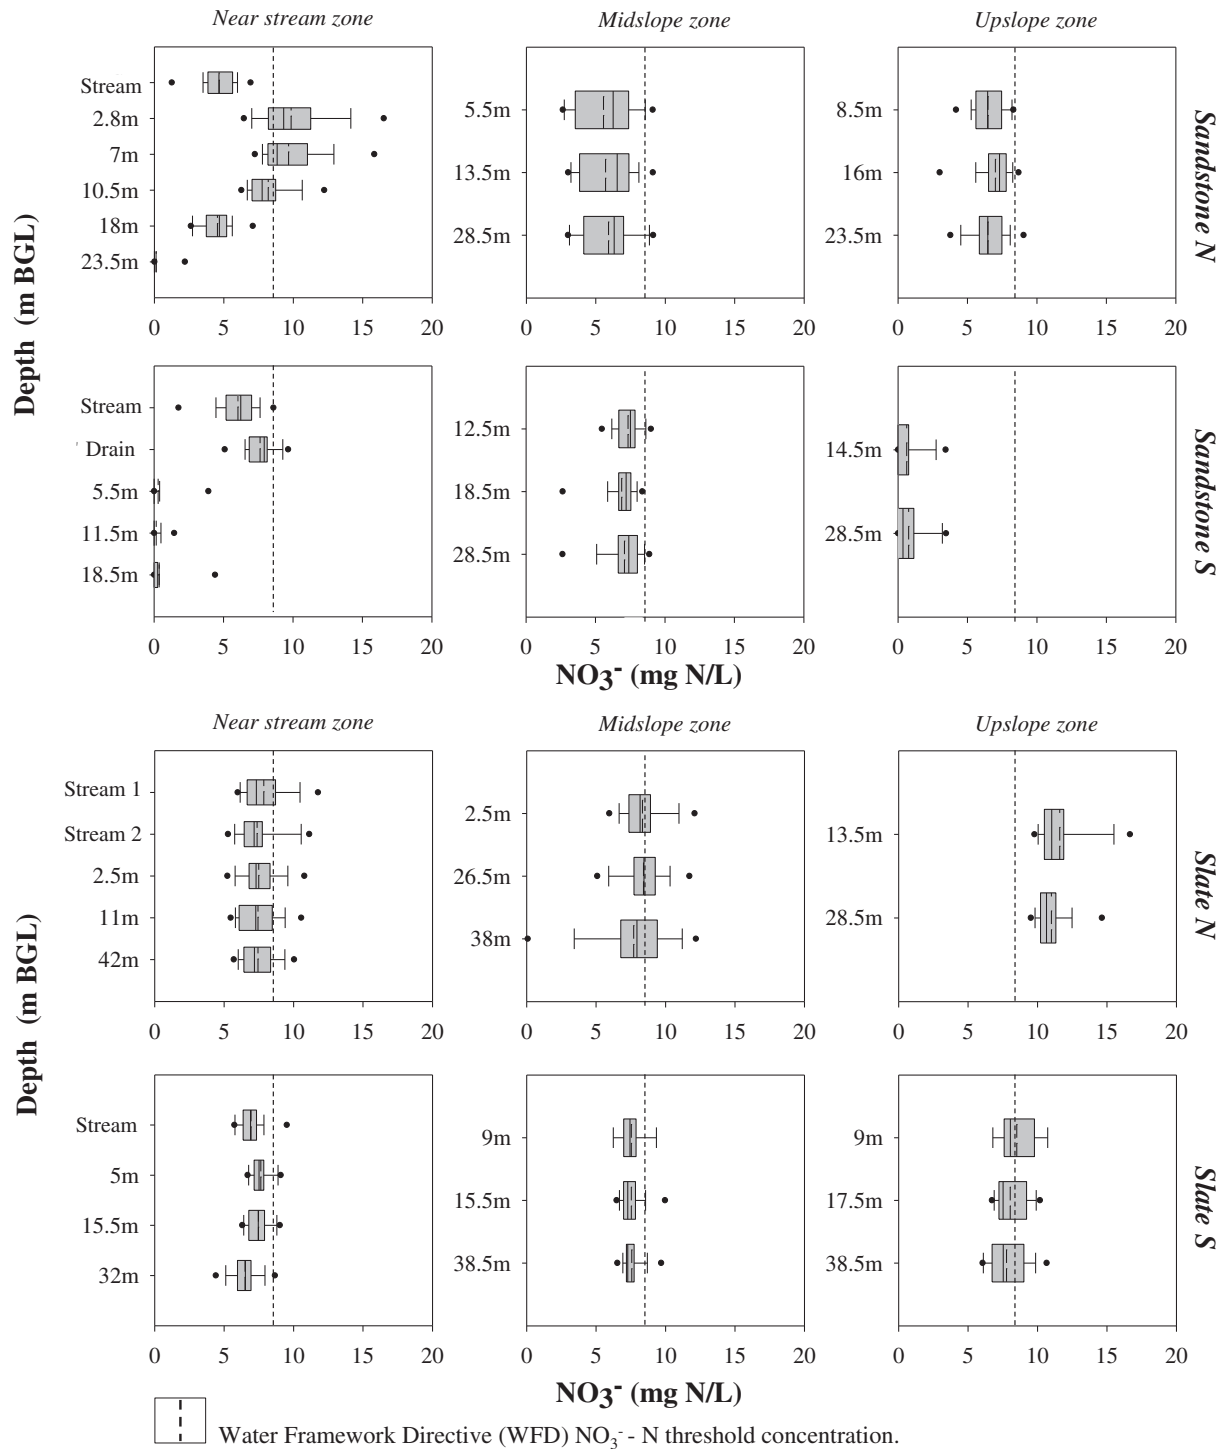 Near stream zone
Midslope zone
Upslope zone
Depth (m BGL)
Stream
2.8m
7m
10.5m
18m
23.5m
0 5 10 15 20
5.5m
13.5m
28.5m
0 5 10 15 20
8.5m
16m
23.5m
0 5 10 15 20
Sandstone N
Stream
Drain
5.5m
11.5m
18.5m
0 5 10 15 20
12.5m
18.5m
28.5m
0 5 10 15 20
14.5m
28.5m
0 5 10 15 20
Sandstone S
NO₃⁻ (mg N/L)
Near stream zone
Midslope zone
Upslope zone
Depth (m BGL)
Stream 1
Stream 2
2.5m
11m
42m
0 5 10 15 20
2.5m
26.5m
38m
0 5 10 15 20
13.5m
28.5m
0 5 10 15 20
Slate N
Stream
5m
15.5m
32m
0 5 10 15 20
9m
15.5m
38.5m
0 5 10 15 20
9m
17.5m
38.5m
0 5 10 15 20
Slate S
NO₃⁻ (mg N/L)
Water Framework Directive (WFD) NO₃⁻ - N threshold concentration.